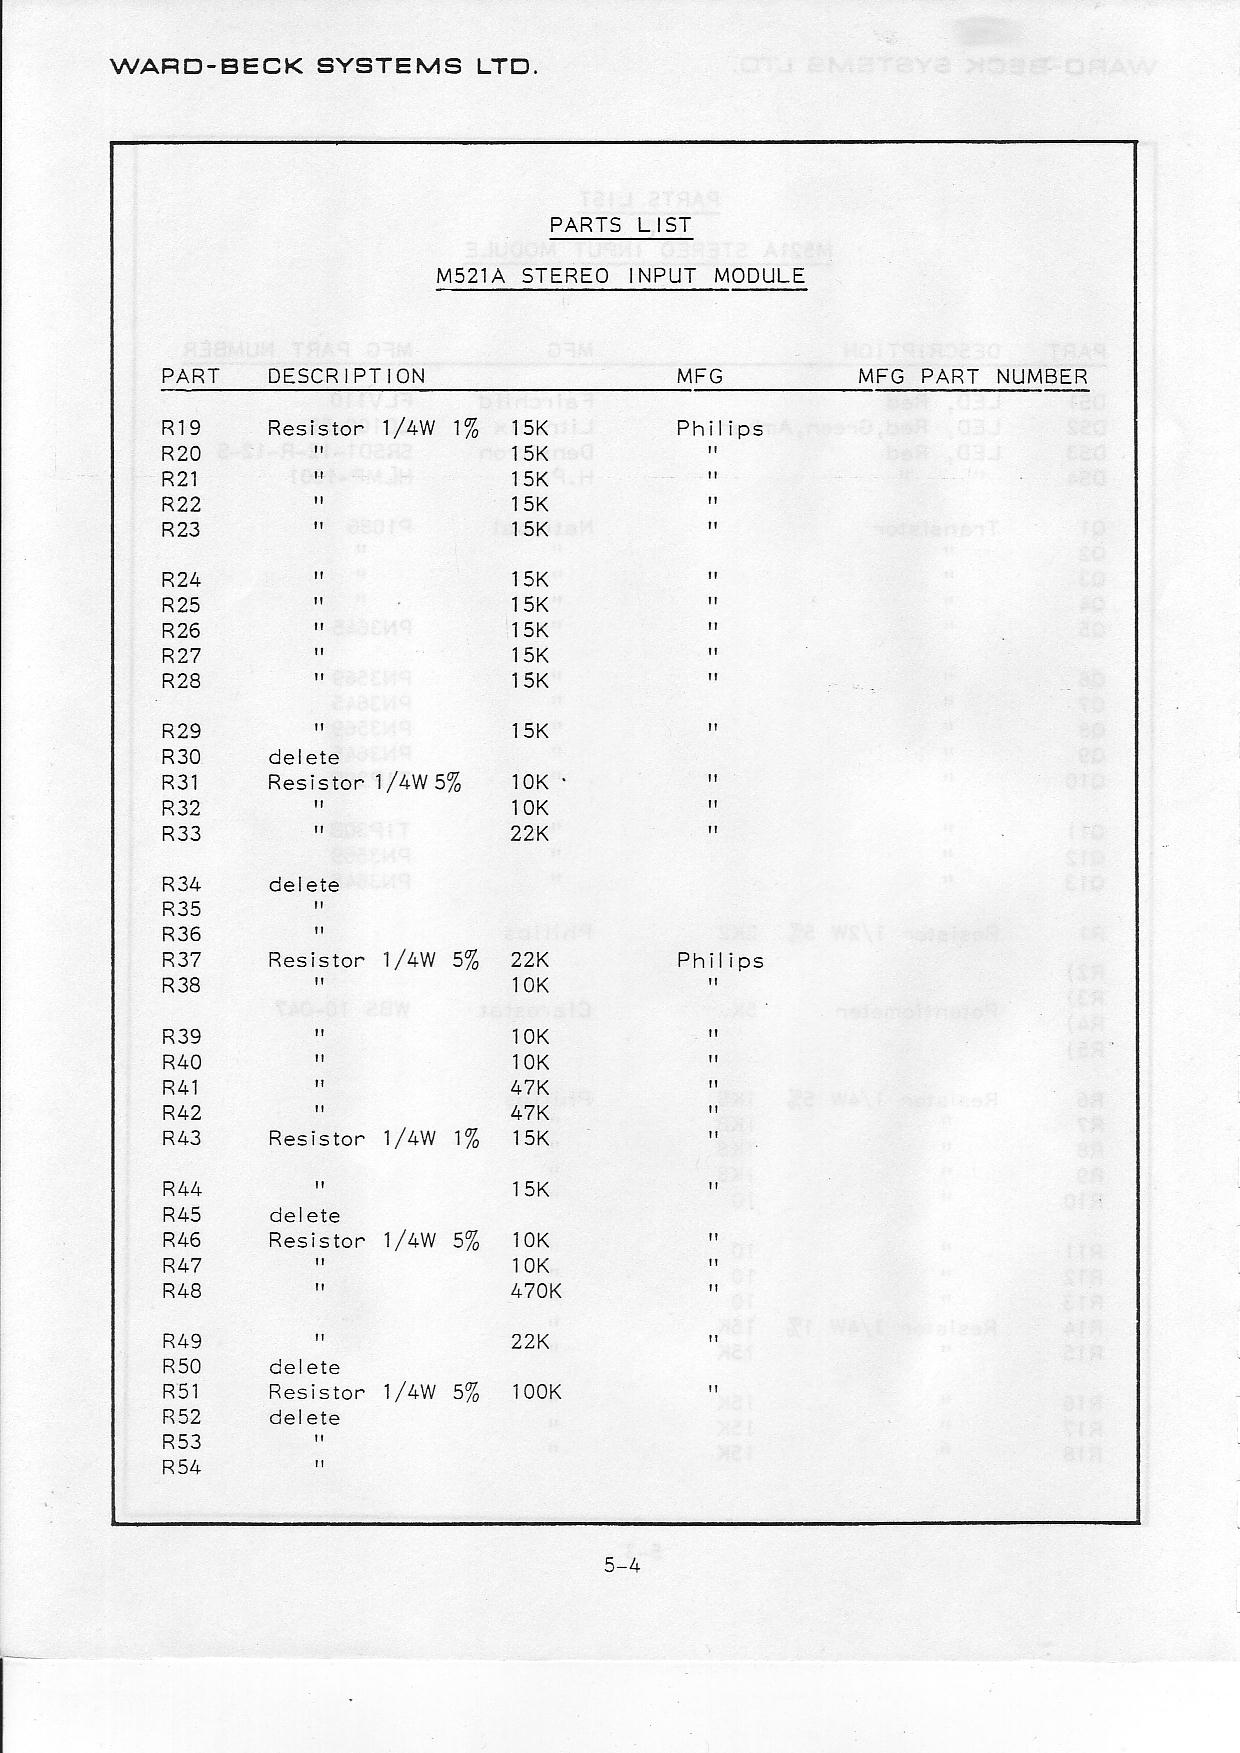 WARD-BECK SYSTEMS LTD.
PARTS LIST
M521A STEREO INPUT MODULE
PART DESCRIPTION MFG MFG PART NUMBER
R19 Resistor 1/4W 1% 15K Philips
R20 " 15K "
R21 " 15K "
R22 " 15K "
R23 " 15K "
R24 " 15K "
R25 " 15K "
R26 " 15K "
R27 " 15K "
R28 " 15K "
R29 " 15K "
R30 delete
R31 Resistor 1/4W 5% 10K "
R32 " 10K "
R33 " 22K "
R34 delete
R35 "
R36 "
R37 Resistor 1/4W 5% 22K Philips
R38 " 10K "
R39 " 10K "
R40 " 10K "
R41 " 47K "
R42 " 47K "
R43 Resistor 1/4W 1% 15K "
R44 " 15K "
R45 delete
R46 Resistor 1/4W 5% 10K "
R47 " 10K "
R48 " 470K "
R49 " 22K "
R50 delete
R51 Resistor 1/4W 5% 100K "
R52 delete
R53 "
R54 "
5-4